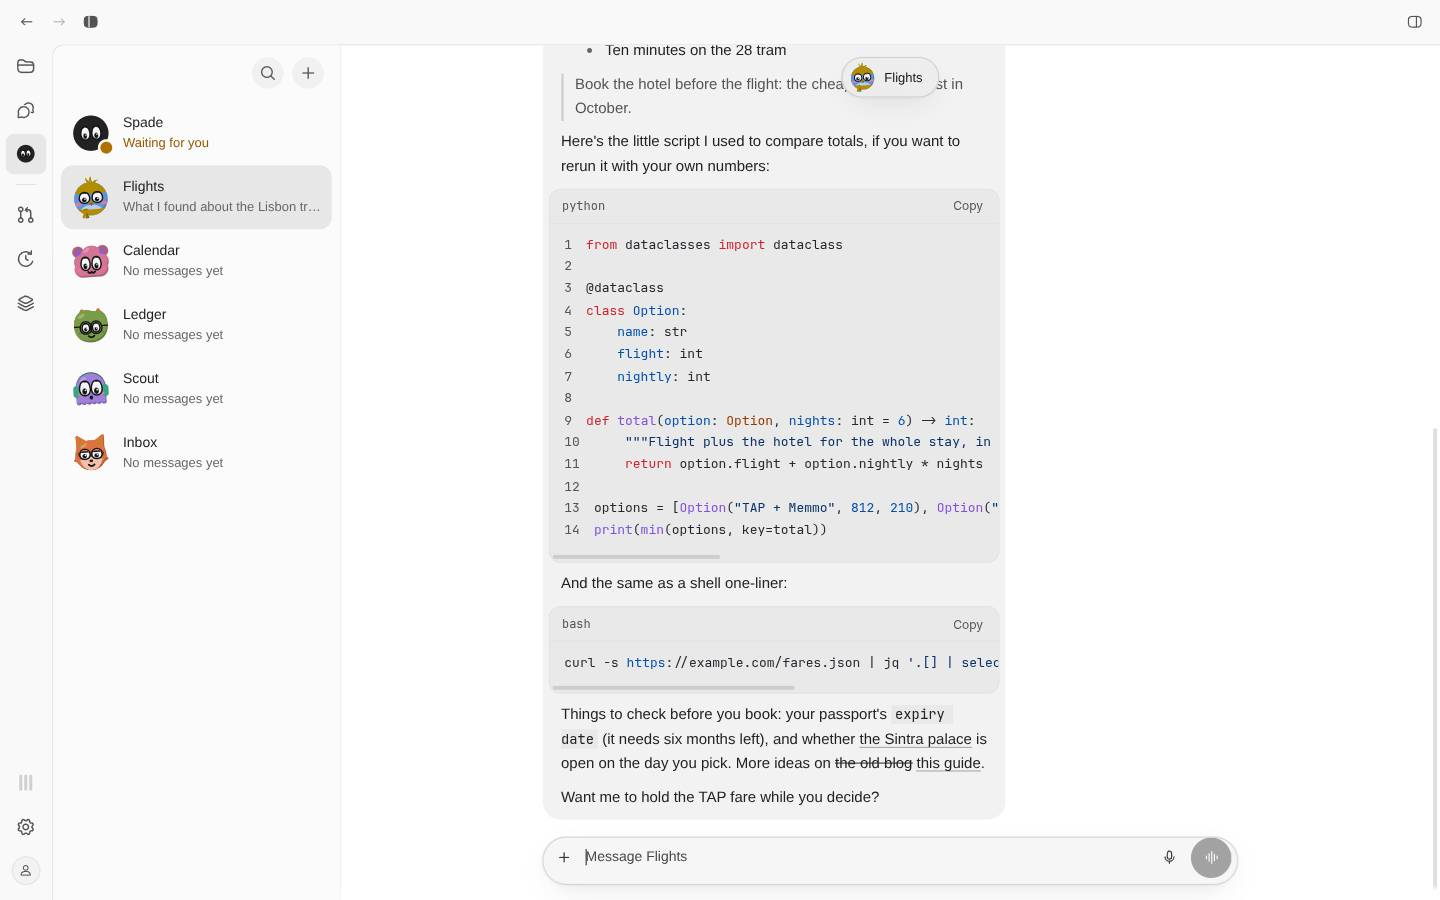 Spade
Waiting for you
Flights
What I found about the Lisbon tr…
Calendar
No messages yet
Ledger
No messages yet
Scout
No messages yet
Inbox
No messages yet
Flights
• Ten minutes on the 28 tram
Book the hotel before the flight: the in
October.
Here's the little script I used to compare totals, if you want to
rerun it with your own numbers:
python Copy
1 from dataclasses import dataclass
2
3 @dataclass
4 class Option:
5 name: str
6 flight: int
7 nightly: int
8
9 def total(option: Option, nights: int = 6) -> int:
10 """Flight plus the hotel for the whole stay, in
11 return option.flight + option.nightly * nights
12
13 options = [Option("TAP + Memmo", 812, 210), Option("
14 print(min(options, key=total))
And the same as a shell one-liner:
bash Copy
curl -s https://example.com/fares.json | jq '.[] | selec
Things to check before you book: your passport's expiry
date (it needs six months left), and whether the Sintra palace is
open on the day you pick. More ideas on the old blog this guide.
Want me to hold the TAP fare while you decide?
Message Flights